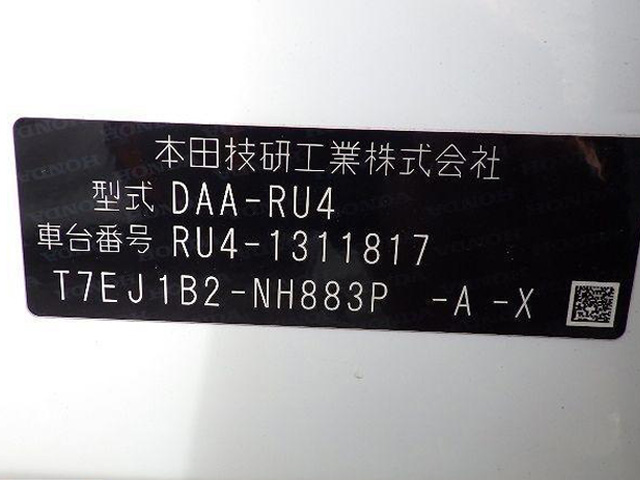 本田技研工業株式会社
型式 DAA-RU4
車台番号 RU4-1311817
T7EJ1B2-NH883P -A -X